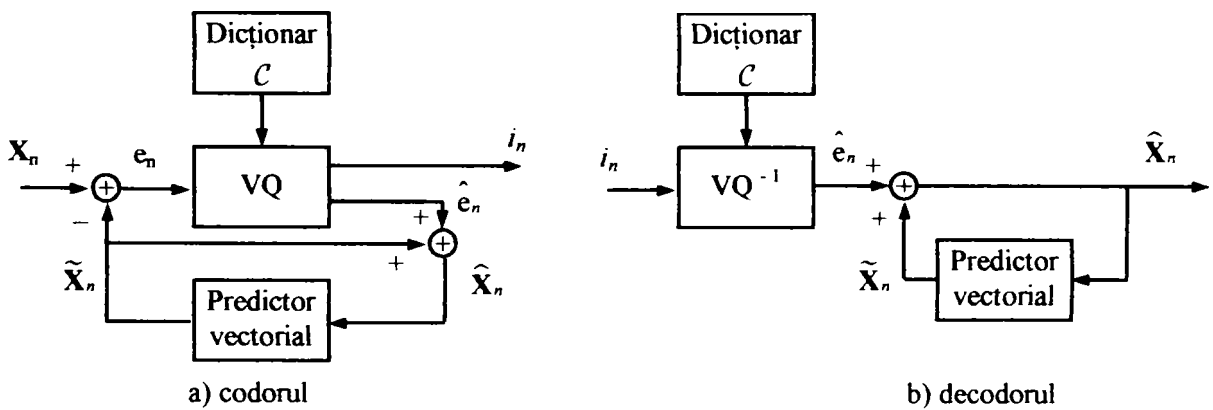 Dicționar
C
X_n
+
e_n
VQ
i_n
ê_n
−
+
+
X̃_n
X̂_n
Predictor
vectorial
a) codorul
Dicționar
C
i_n
VQ⁻¹
ê_n
+
X̂_n
+
X̃_n
Predictor
vectorial
b) decodorul